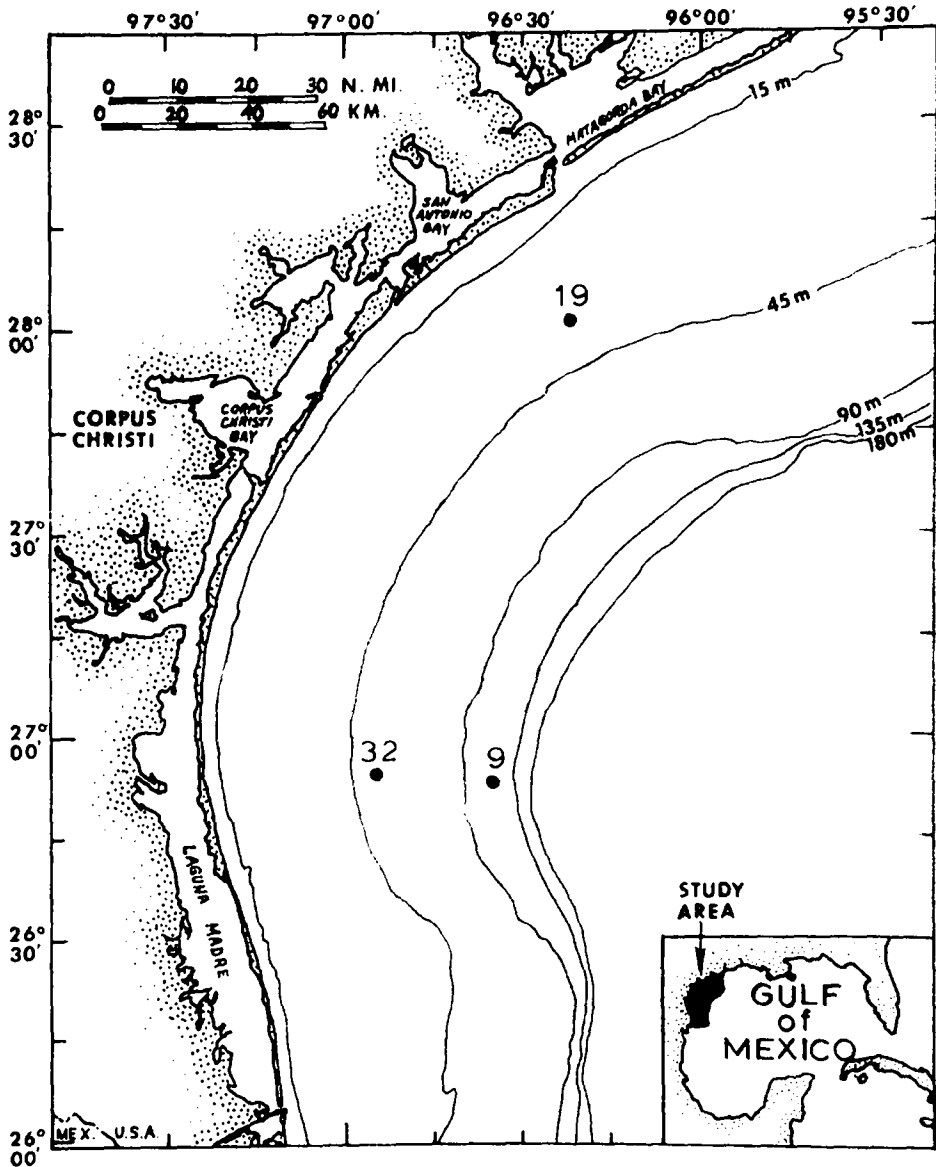 97°30' 97°00' 96°30' 96°00' 95°30'
0 10 20 30 N. MI.
0 20 40 60 KM.
28°
30'
MATAGORDA BAY
15 m
SAN
ANTONIO
BAY
19
45 m
28°
00'
CORPUS
CHRISTI
CORPUS
CHRISTI
BAY
90 m
135m
180m
27°
30'
27°
00'
32
9
LAGUNA MADRE
STUDY
AREA
26°
30'
GULF
of
MEXICO
MEX. U.S.A.
26°
00'